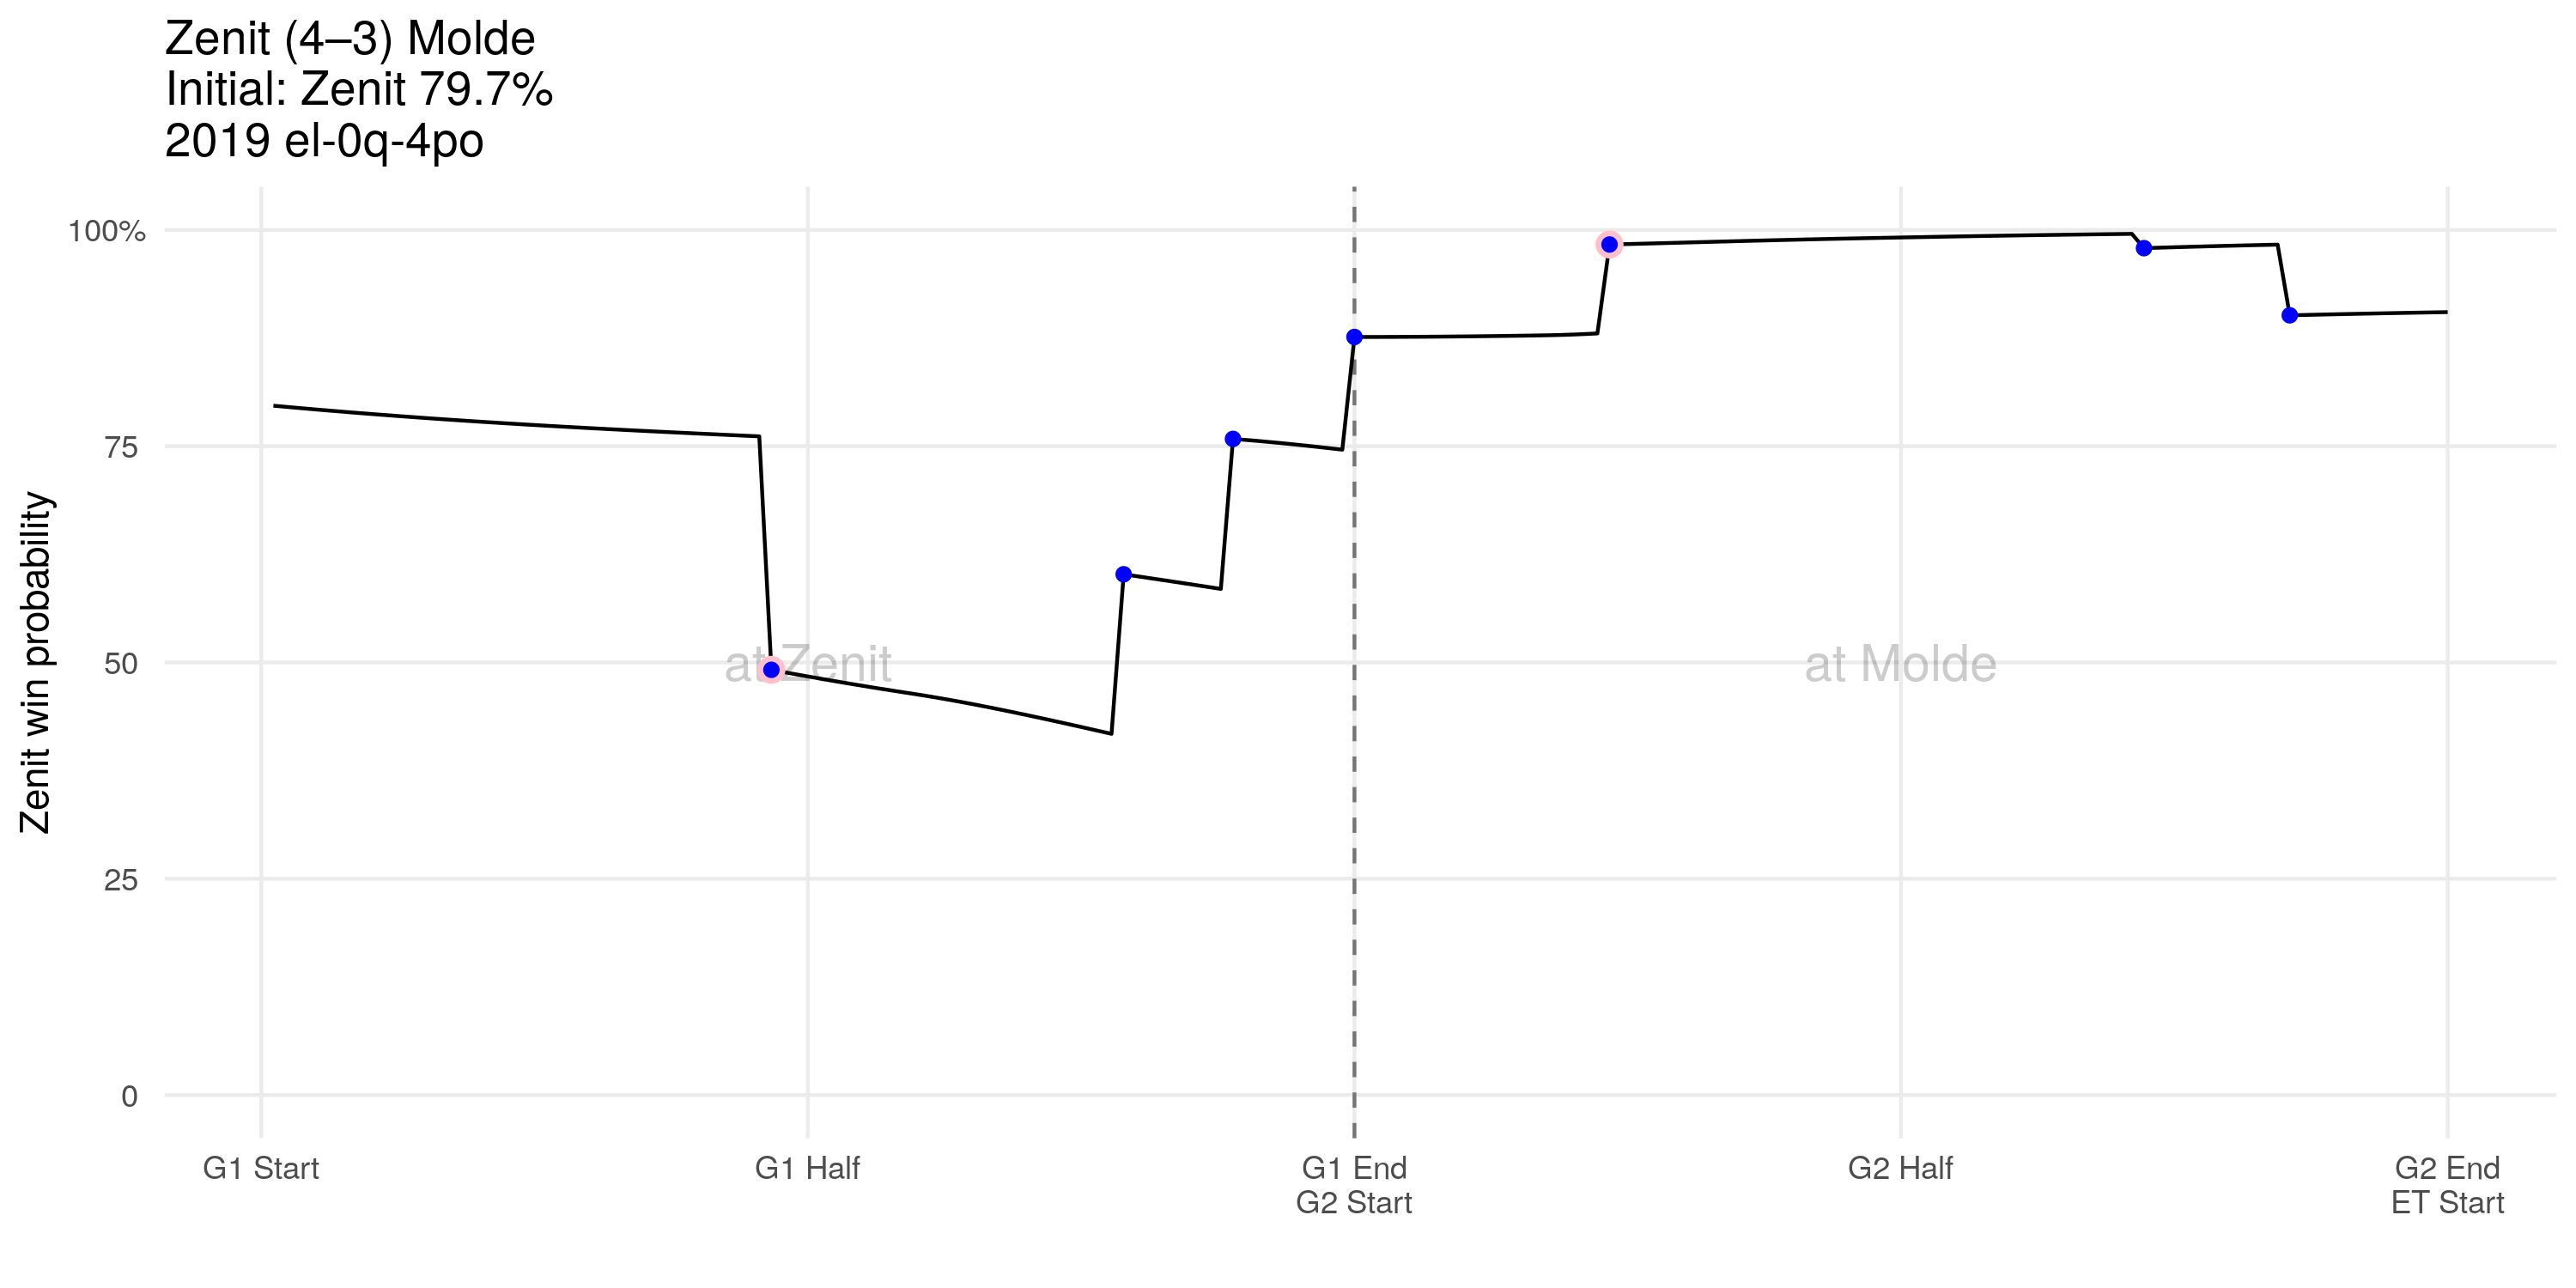 Zenit (4–3) Molde
Initial: Zenit 79.7%
2019 el-0q-4po
Zenit win probability
100%
75
50
25
0
at Zenit
at Molde
G1 Start
G1 Half
G1 End
G2 Start
G2 Half
G2 End
ET Start